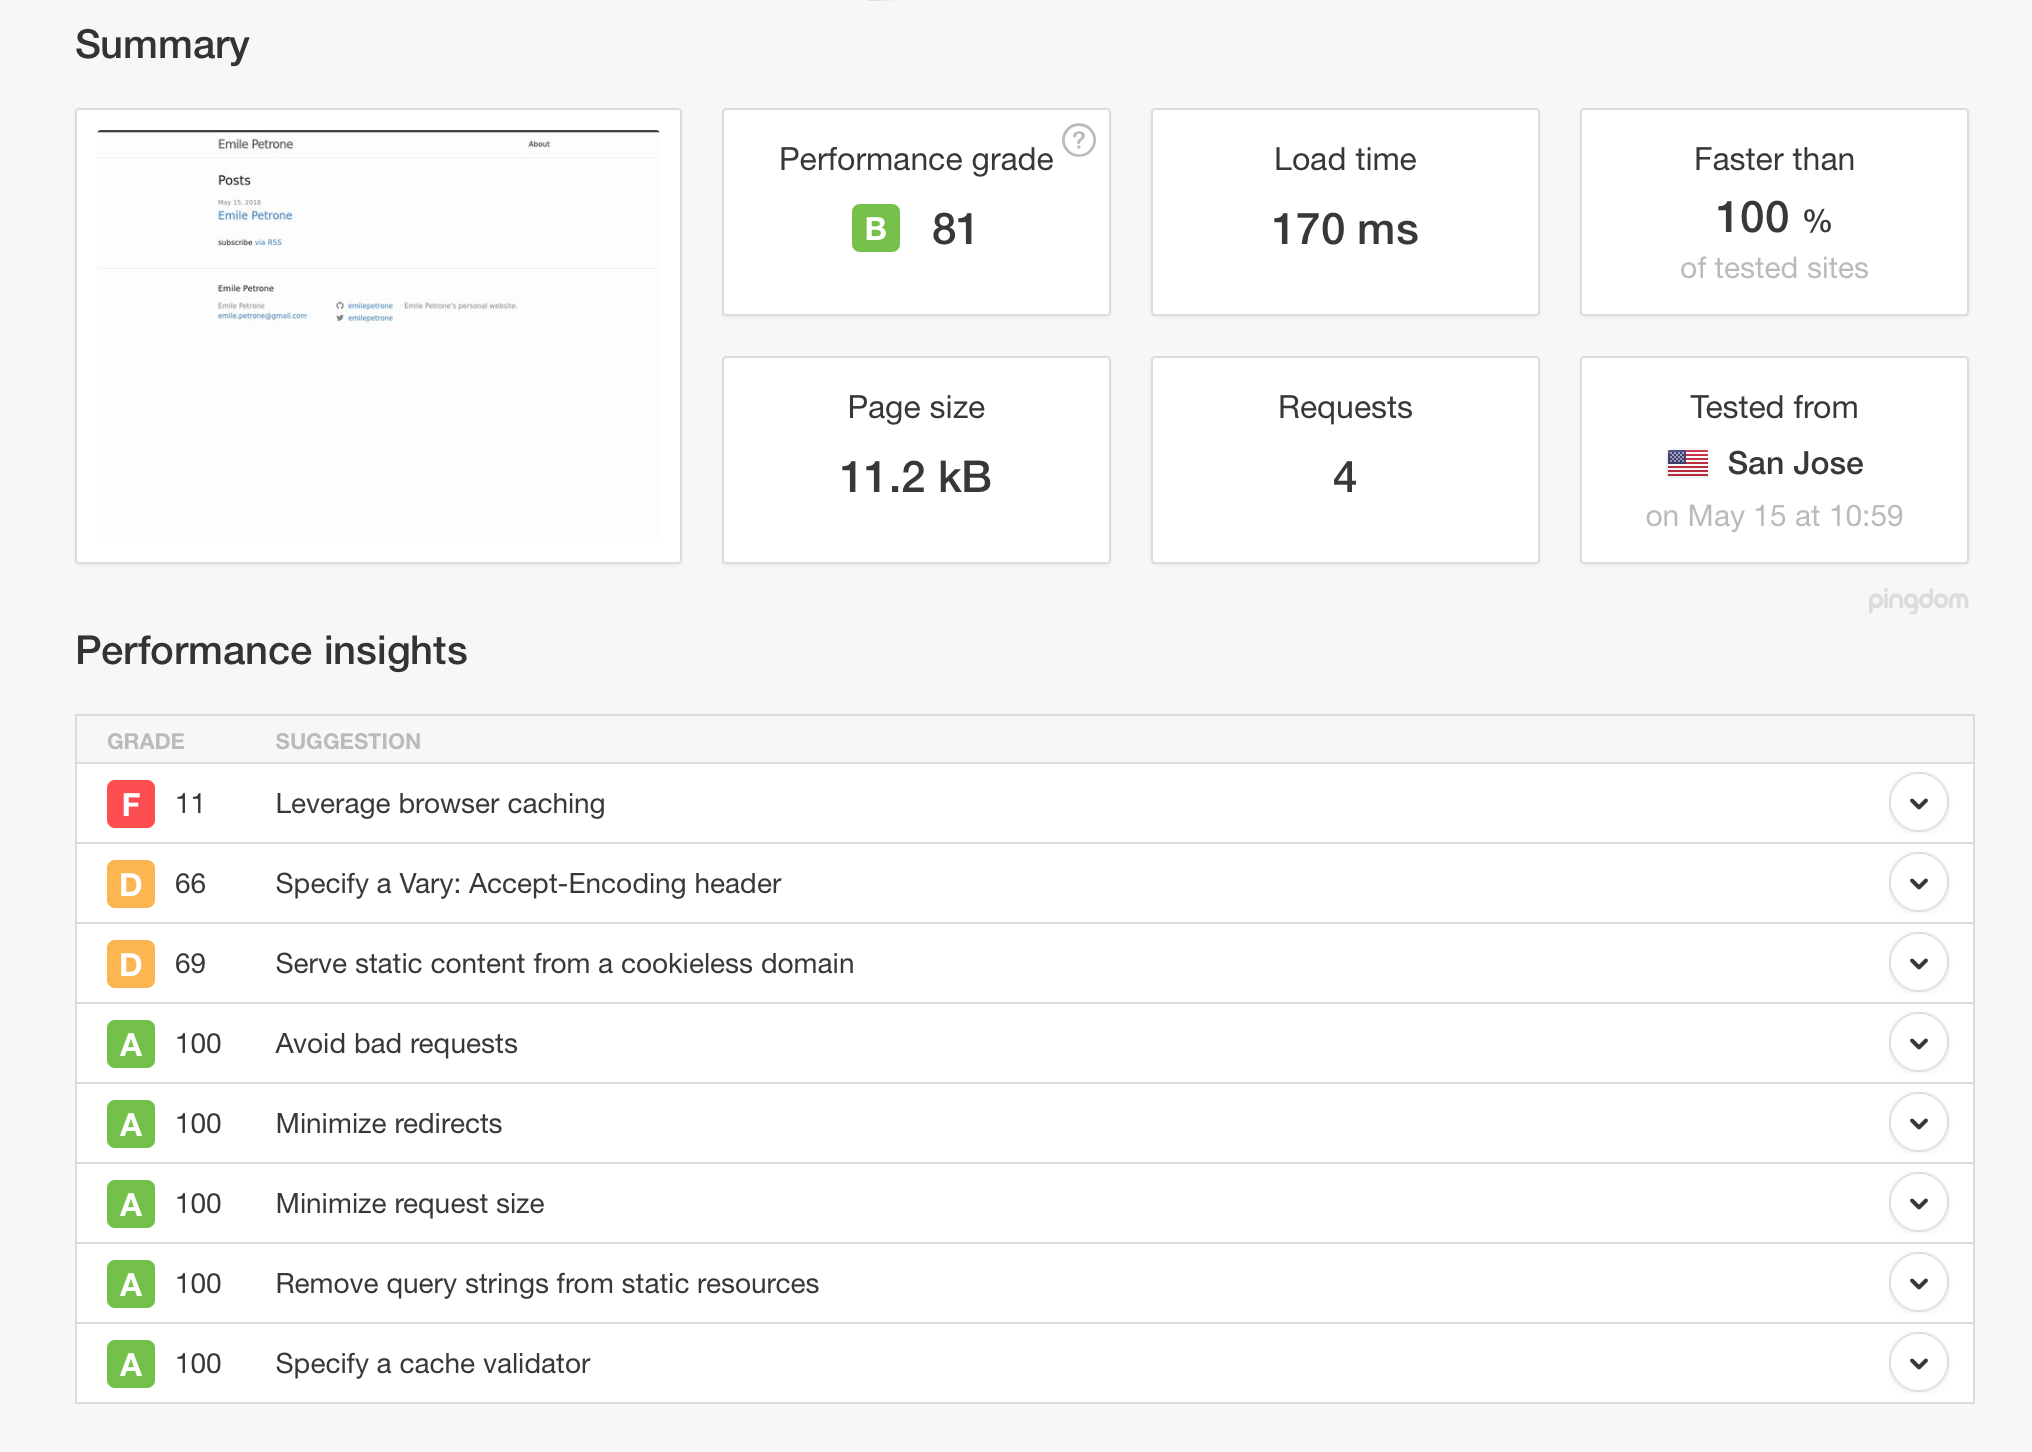 Summary
Emile Petrone
About
Posts
May 15, 2018
Emile Petrone
subscribe via RSS
Emile Petrone
Emile Petrone
emile.petrone@gmail.com
emilepetrone
emilepetrone
Emile Petrone's personal website.
Performance grade ?
B 81
Load time
170 ms
Faster than
100 %
of tested sites
Page size
11.2 kB
Requests
4
Tested from
San Jose
on May 15 at 10:59
pingdom
Performance insights
GRADE SUGGESTION
F 11 Leverage browser caching
D 66 Specify a Vary: Accept-Encoding header
D 69 Serve static content from a cookieless domain
A 100 Avoid bad requests
A 100 Minimize redirects
A 100 Minimize request size
A 100 Remove query strings from static resources
A 100 Specify a cache validator